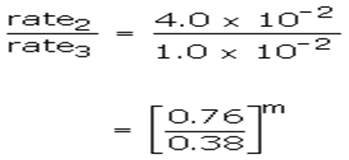 rate₂ / rate₃ = 4.0 x 10⁻² / 1.0 x 10⁻²
= [0.76 / 0.38]ᵐ